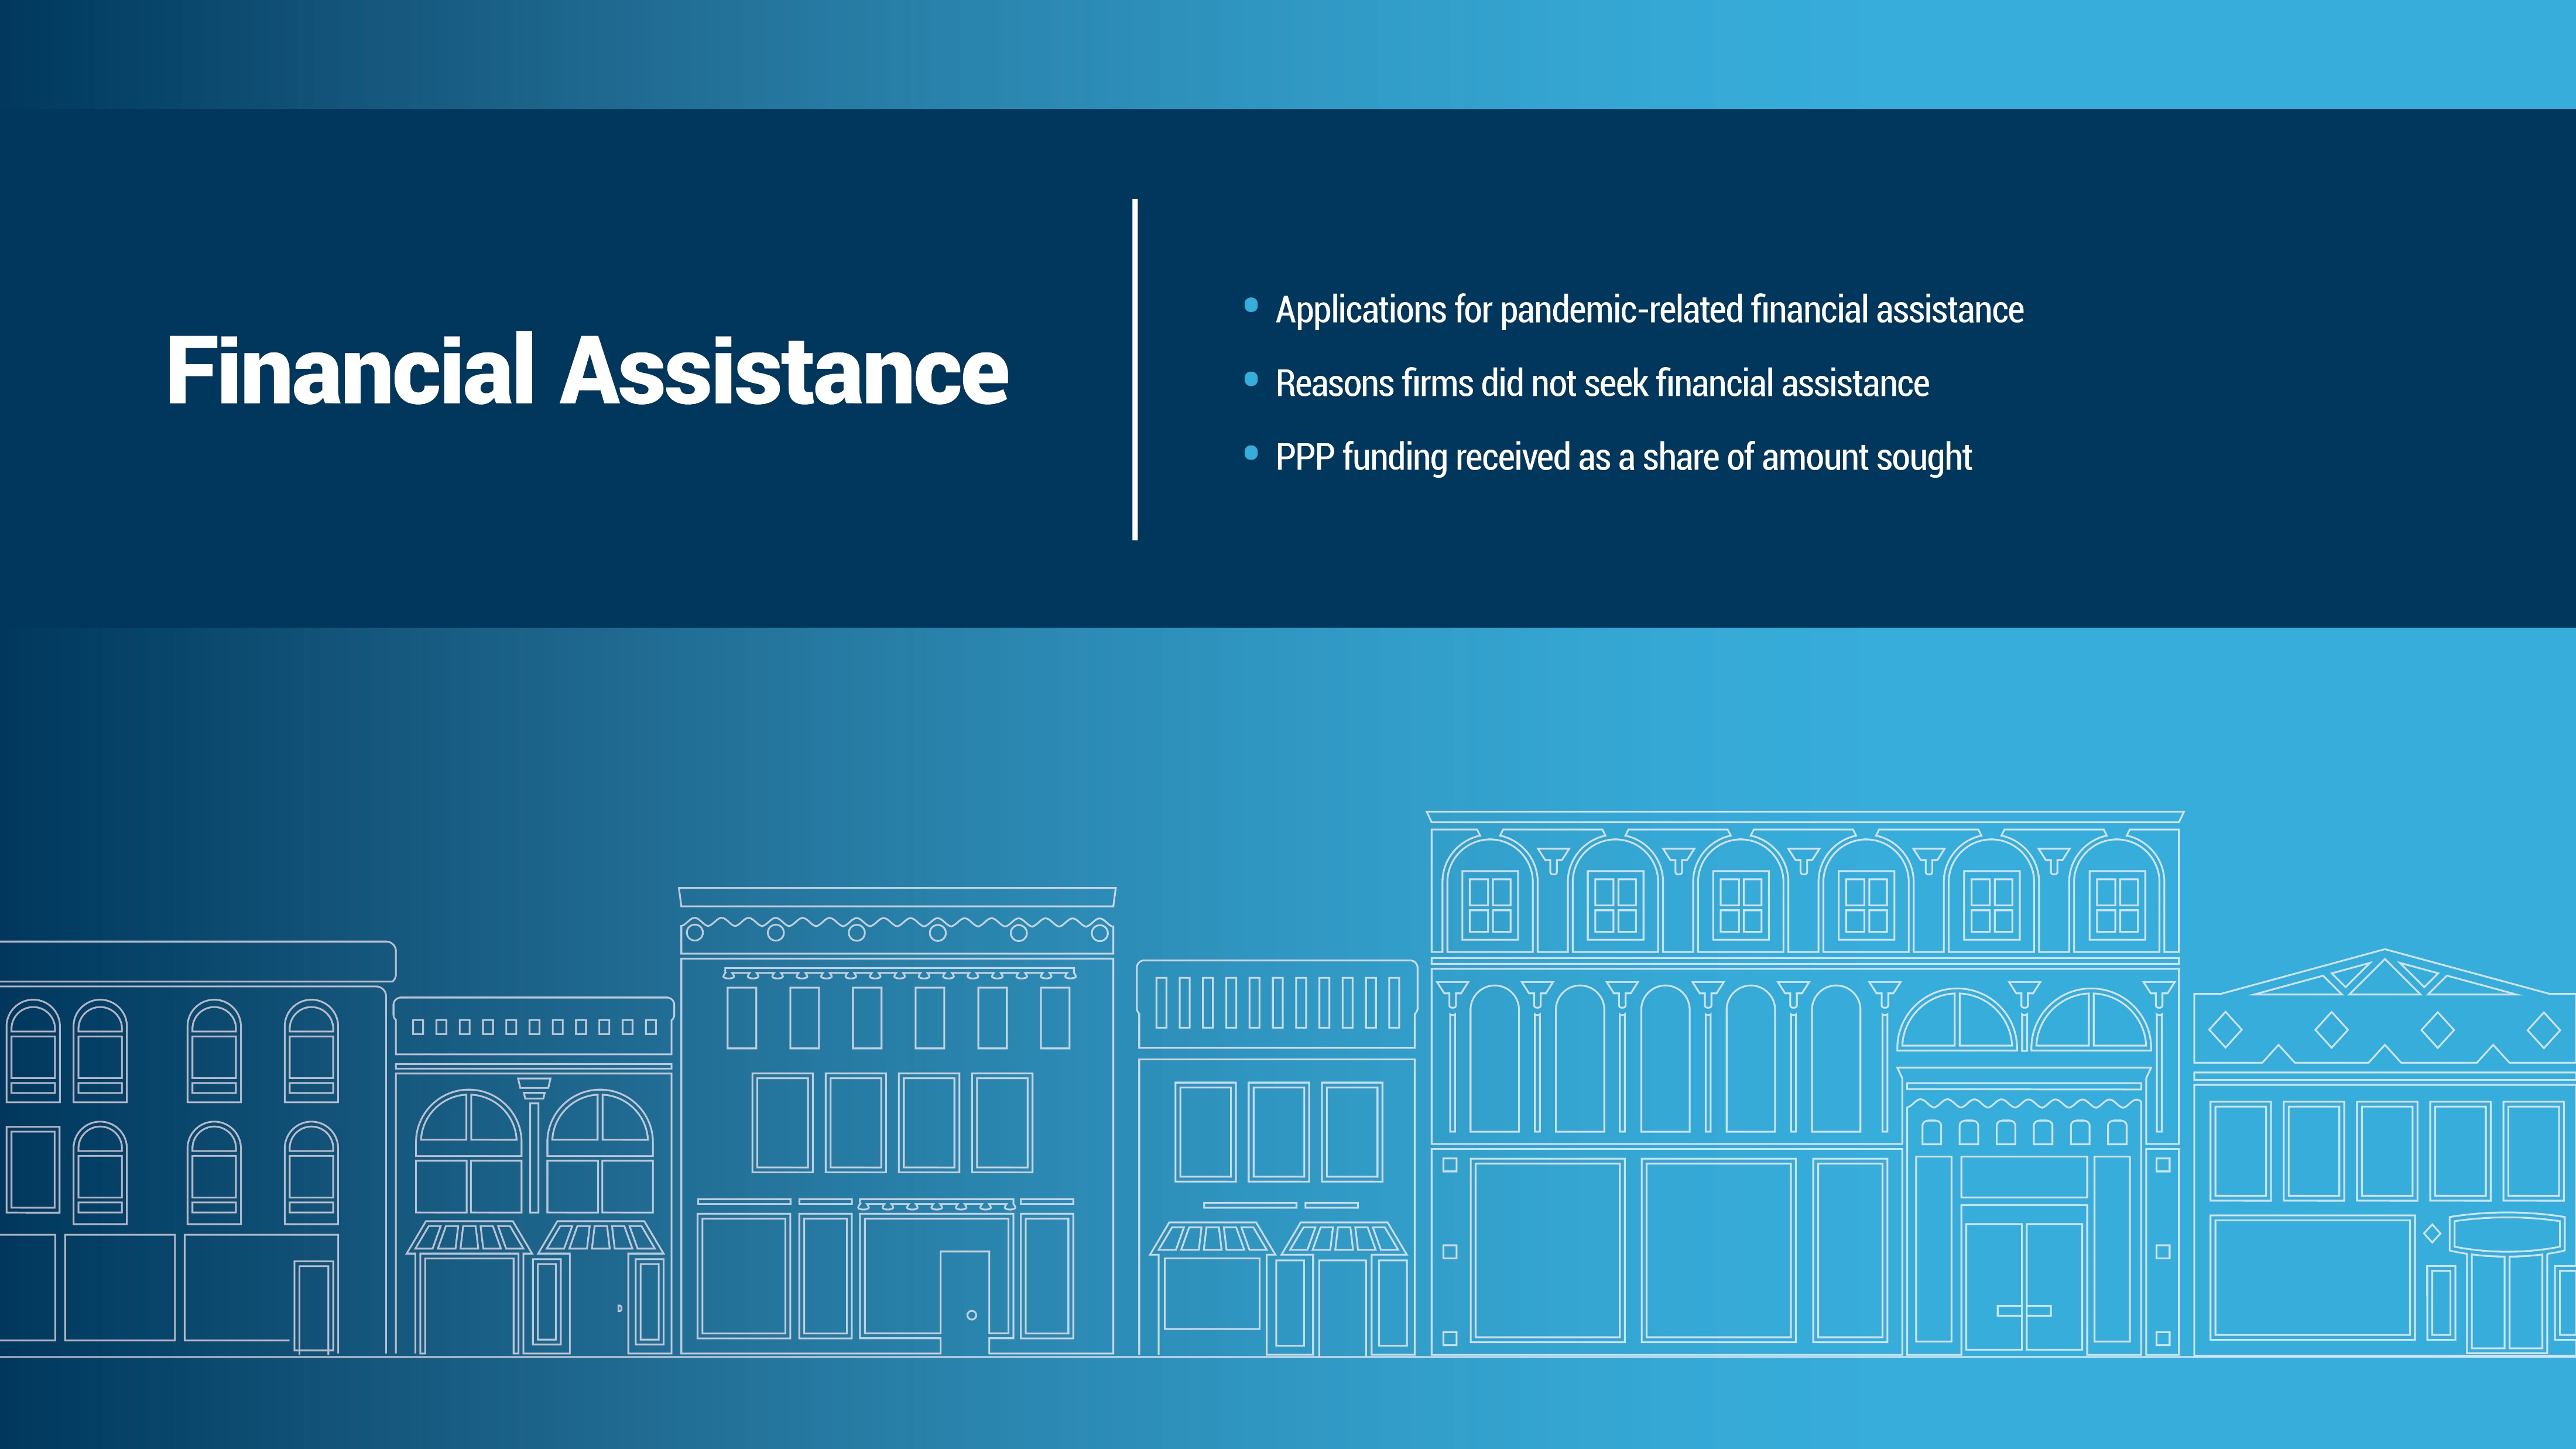 Financial Assistance
• Applications for pandemic-related financial assistance
• Reasons firms did not seek financial assistance
• PPP funding received as a share of amount sought